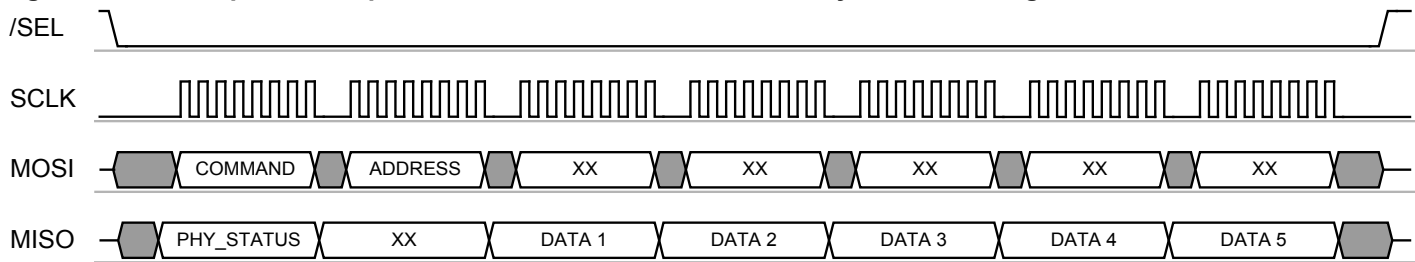 /SEL
SCLK
MOSI COMMAND ADDRESS XX XX XX XX XX
MISO PHY_STATUS XX DATA 1 DATA 2 DATA 3 DATA 4 DATA 5